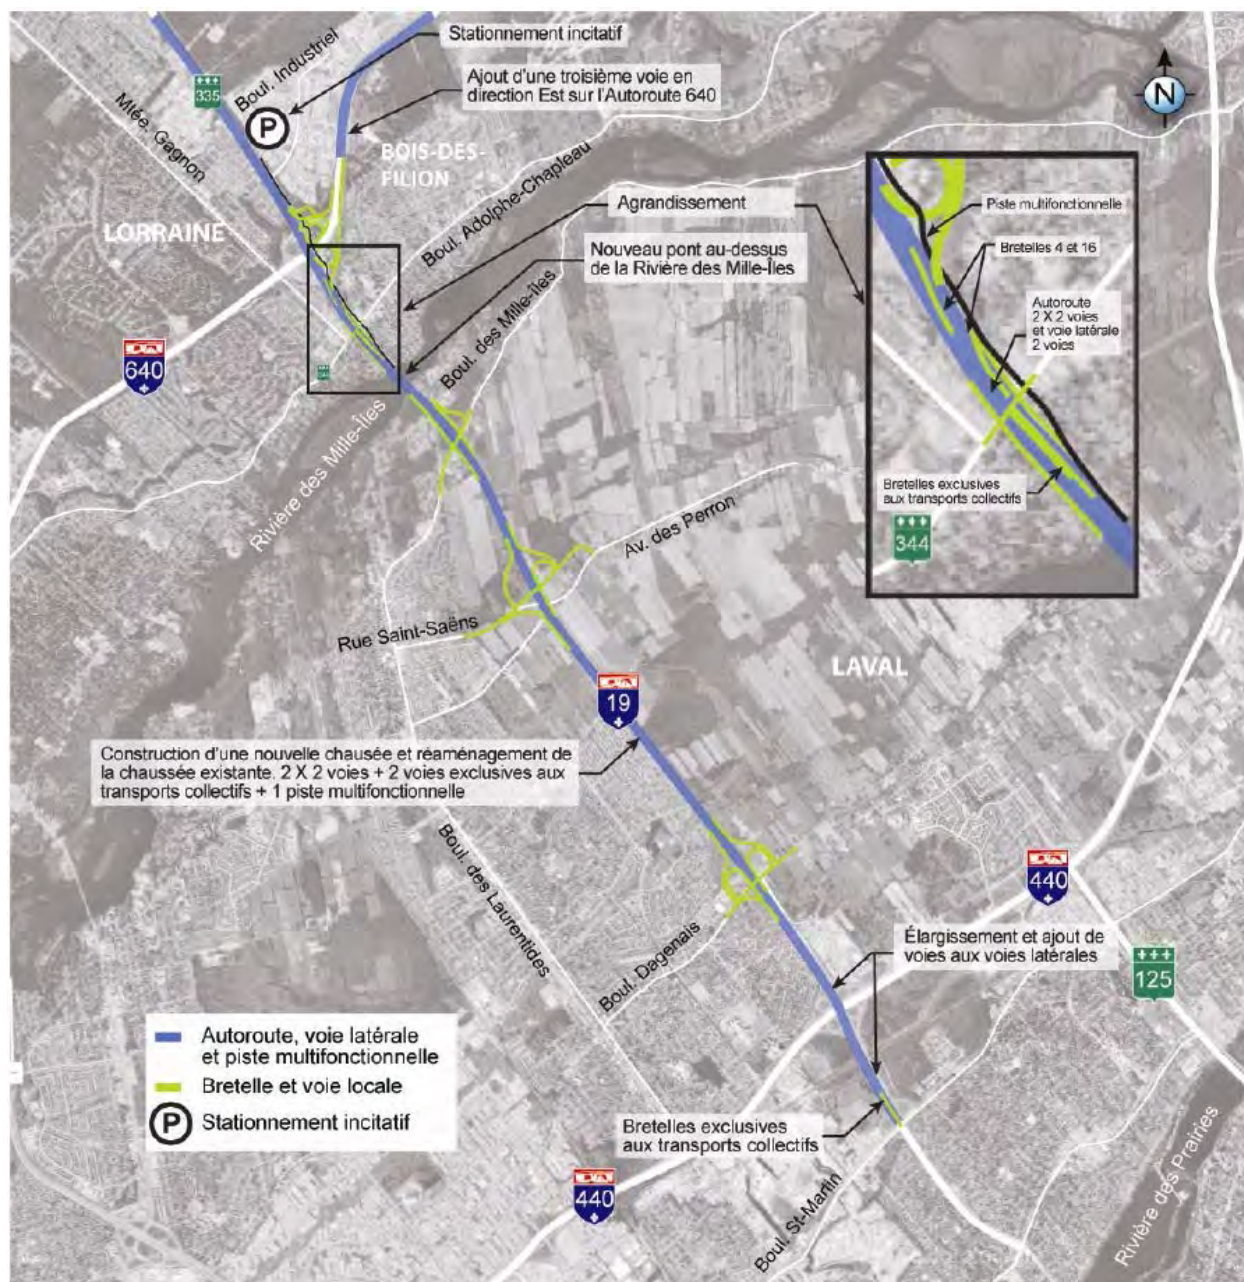 Stationnement incitatif
Ajout d'une troisième voie en
direction Est sur l'Autoroute 640
335
Boul. Industriel
P
Mtée. Gagnon
BOIS-DES-
FILION
Boul. Adolphe-Chapleau
LORRAINE
Agrandissement
Nouveau pont au-dessus
de la Rivière des Mille-Îles
N
Piste multifonctionnelle
Bretelles 4 et 16
Autoroute
2 X 2 voies
et voie latérale
2 voies
Bretelles exclusives
aux transports collectifs
344
640
Boul. des Mille-Îles
Rivière des Mille-Îles
Av. des Perron
Rue Saint-Saëns
LAVAL
19
Construction d'une nouvelle chausée et réaménagement de
la chaussée existante. 2 X 2 voies + 2 voies exclusives aux
transports collectifs + 1 piste multifonctionnelle
Boul. des Laurentides
440
Boul. Dagenais
Élargissement et ajout de
voies aux voies latérales
125
Autoroute, voie latérale
et piste multifonctionnelle
Bretelle et voie locale
P
Stationnement incitatif
Bretelles exclusives
aux transports collectifs
440
Boul. St-Martin
Rivière des Prairies